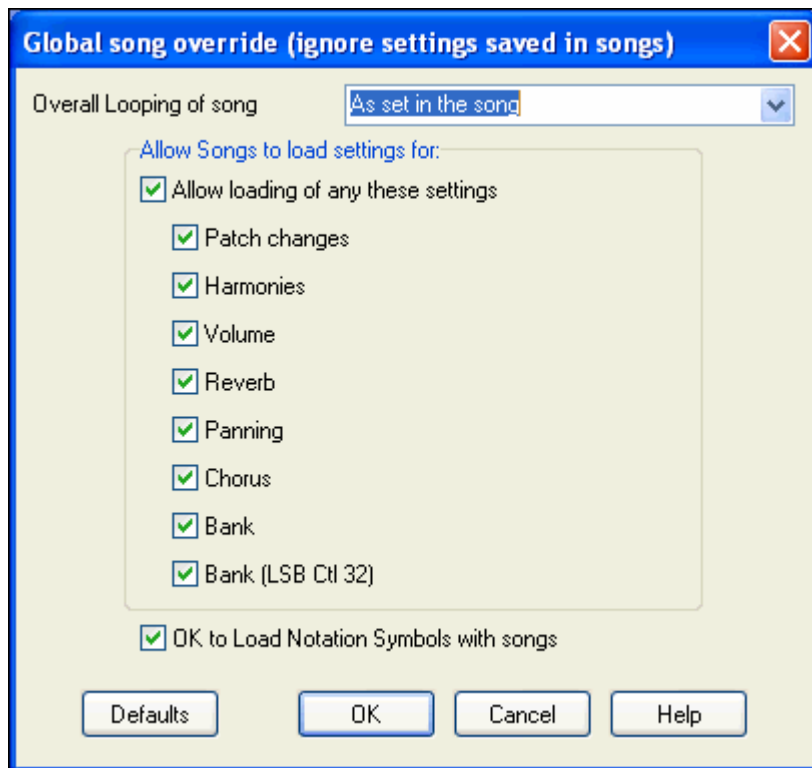 Global song override (ignore settings saved in songs)
Overall Looping of song As set in the song
Allow Songs to load settings for:
Allow loading of any these settings
Patch changes
Harmonies
Volume
Reverb
Panning
Chorus
Bank
Bank (LSB Ctl 32)
OK to Load Notation Symbols with songs
Defaults OK Cancel Help